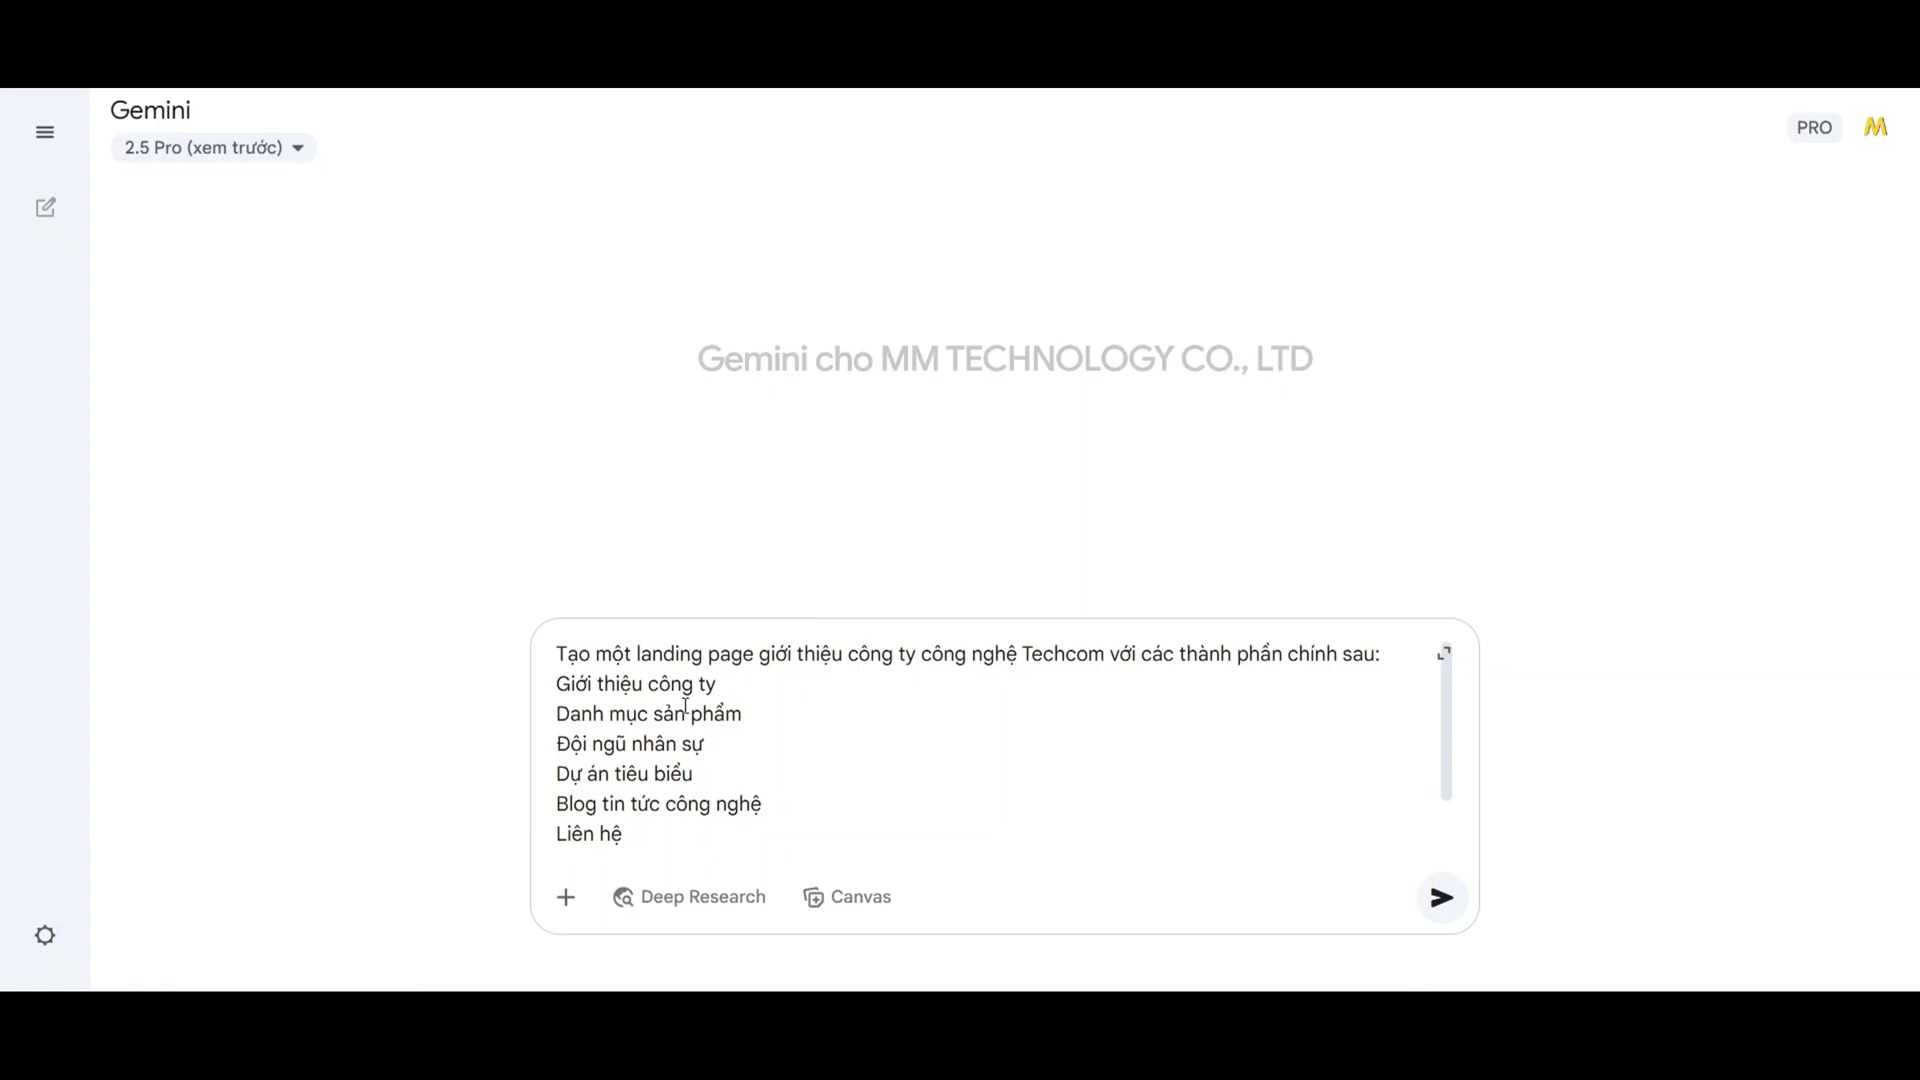 Gemini
2.5 Pro (xem trước)
PRO
Gemini cho MM TECHNOLOGY CO., LTD
Tạo một landing page giới thiệu công ty công nghệ Techcom với các thành phần chính sau:
Giới thiệu công ty
Danh mục sản phẩm
Đội ngũ nhân sự
Dự án tiêu biểu
Blog tin tức công nghệ
Liên hệ
Deep Research
Canvas